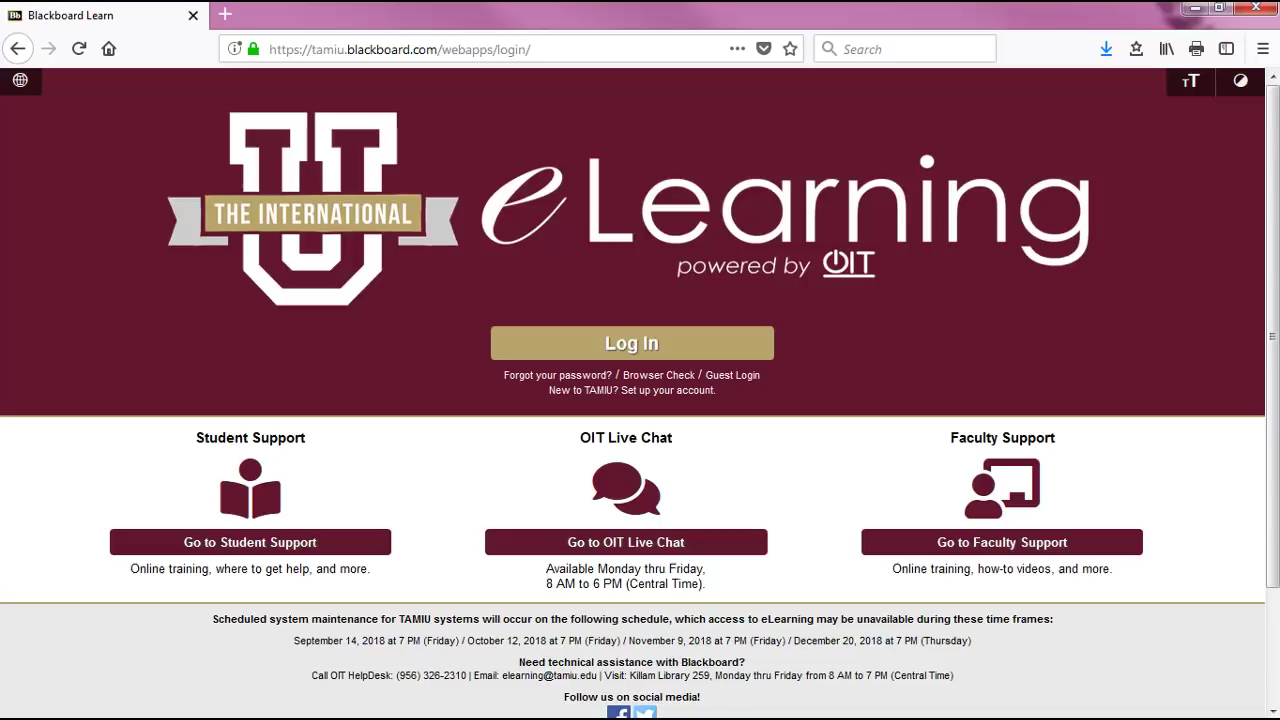 Bb Blackboard Learn
https://tamiu.blackboard.com/webapps/login/
Search
TT
U
THE INTERNATIONAL
eLearning
powered by OIT
Log In
Forgot your password? / Browser Check / Guest Login
New to TAMIU? Set up your account.
Student Support
OIT Live Chat
Faculty Support
Go to Student Support
Go to OIT Live Chat
Go to Faculty Support
Online training, where to get help, and more.
Available Monday thru Friday,
8 AM to 6 PM (Central Time).
Online training, how-to videos, and more.
Scheduled system maintenance for TAMIU systems will occur on the following schedule, which access to eLearning may be unavailable during these time frames:
September 14, 2018 at 7 PM (Friday) / October 12, 2018 at 7 PM (Friday) / November 9, 2018 at 7 PM (Friday) / December 20, 2018 at 7 PM (Thursday)
Need technical assistance with Blackboard?
Call OIT HelpDesk: (956) 326-2310 | Email: elearning@tamiu.edu | Visit: Killam Library 259, Monday thru Friday from 8 AM to 7 PM (Central Time)
Follow us on social media!